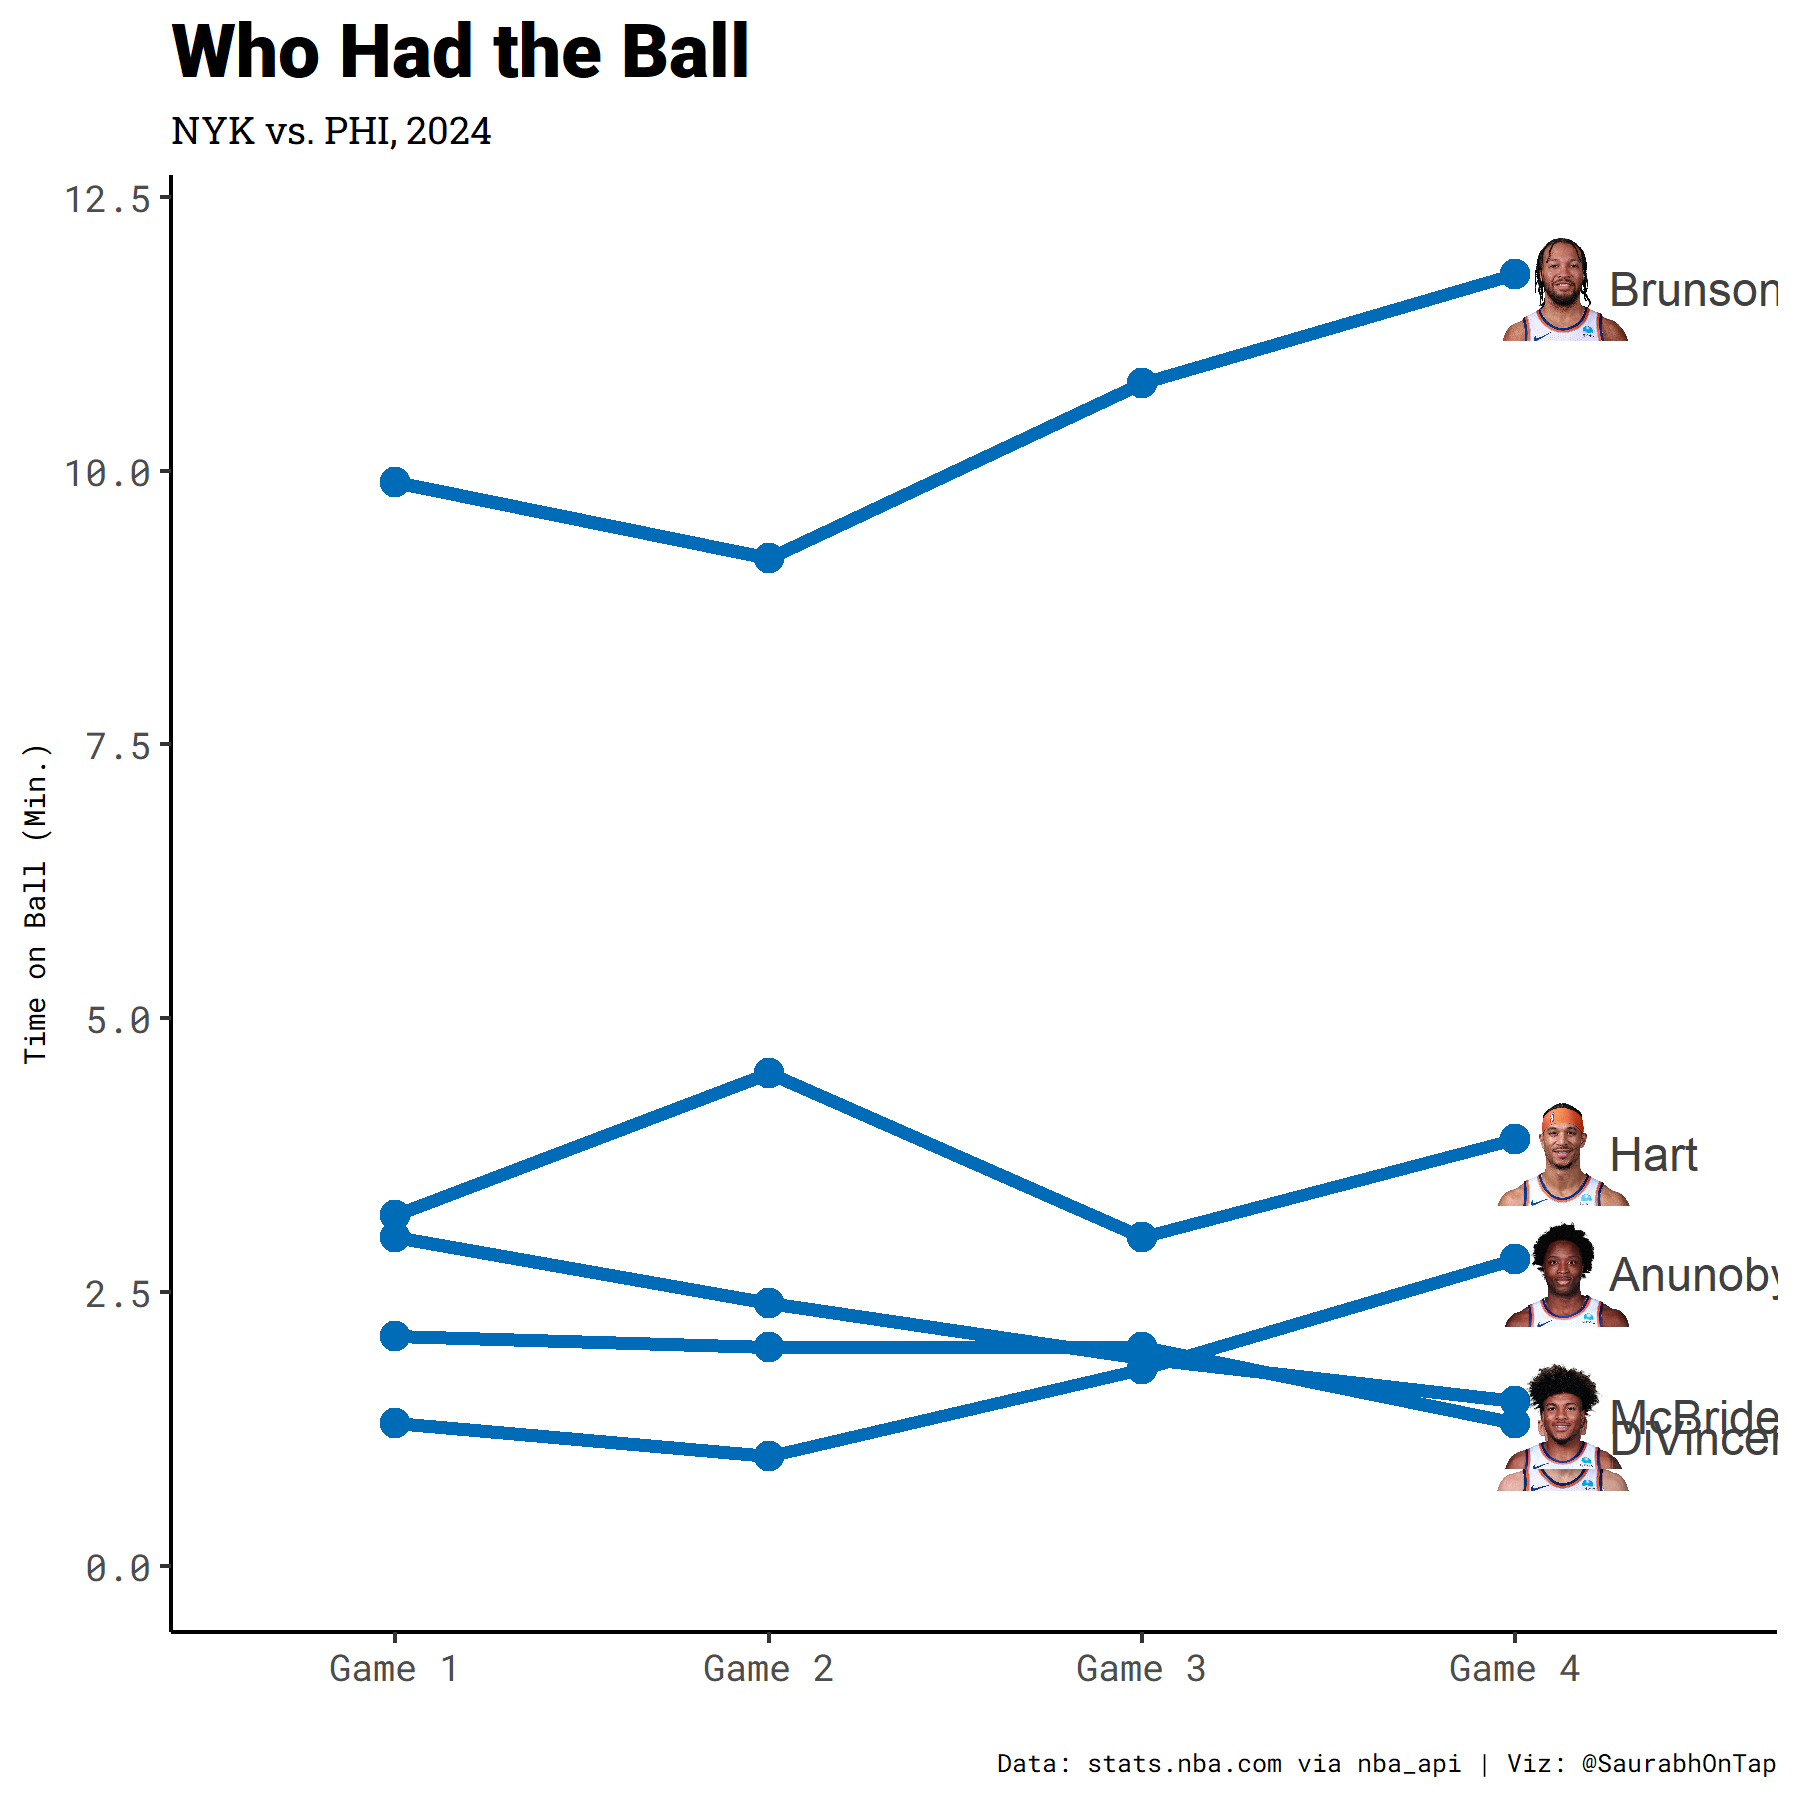 Who Had the Ball
NYK vs. PHI, 2024
12.5
10.0
7.5
5.0
2.5
0.0
Time on Ball (Min.)
Brunson
Hart
Anunoby
McBride
DiVincen
Game 1
Game 2
Game 3
Game 4
Data: stats.nba.com via nba_api | Viz: @SaurabhOnTap